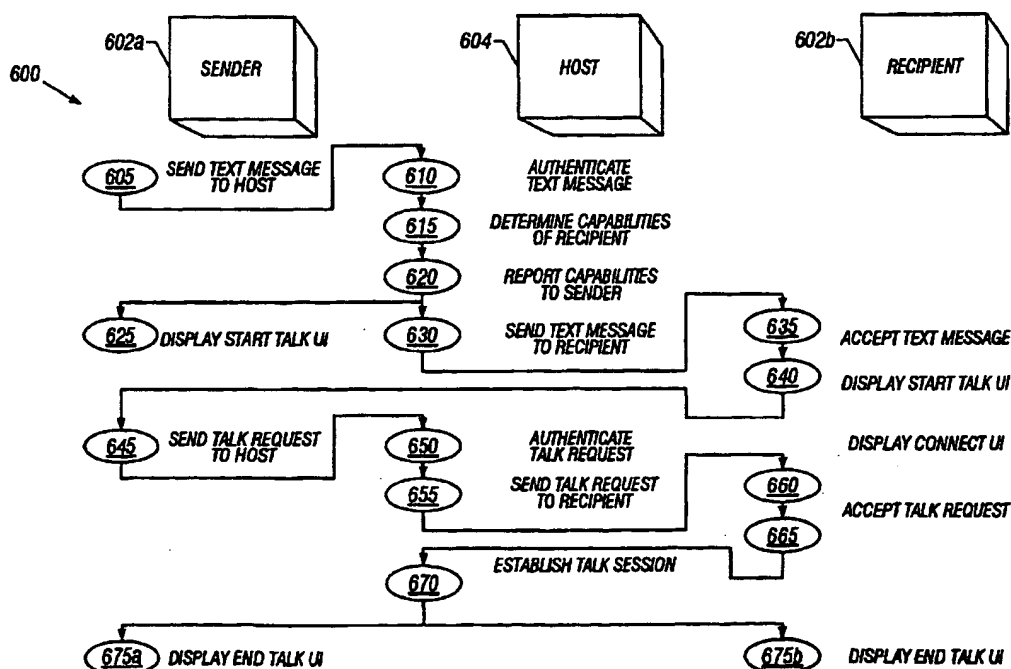 602a
SENDER
604
HOST
602b
RECIPIENT
600
605
SEND TEXT MESSAGE
TO HOST
610
AUTHENTICATE
TEXT MESSAGE
615
DETERMINE CAPABILITIES
OF RECIPIENT
620
REPORT CAPABILITIES
TO SENDER
625
DISPLAY START TALK UI
630
SEND TEXT MESSAGE
TO RECIPIENT
635
ACCEPT TEXT MESSAGE
640
DISPLAY START TALK UI
645
SEND TALK REQUEST
TO HOST
650
AUTHENTICATE
TALK REQUEST
DISPLAY CONNECT UI
655
SEND TALK REQUEST
TO RECIPIENT
660
ACCEPT TALK REQUEST
665
ESTABLISH TALK SESSION
670
675a
DISPLAY END TALK UI
675b
DISPLAY END TALK UI